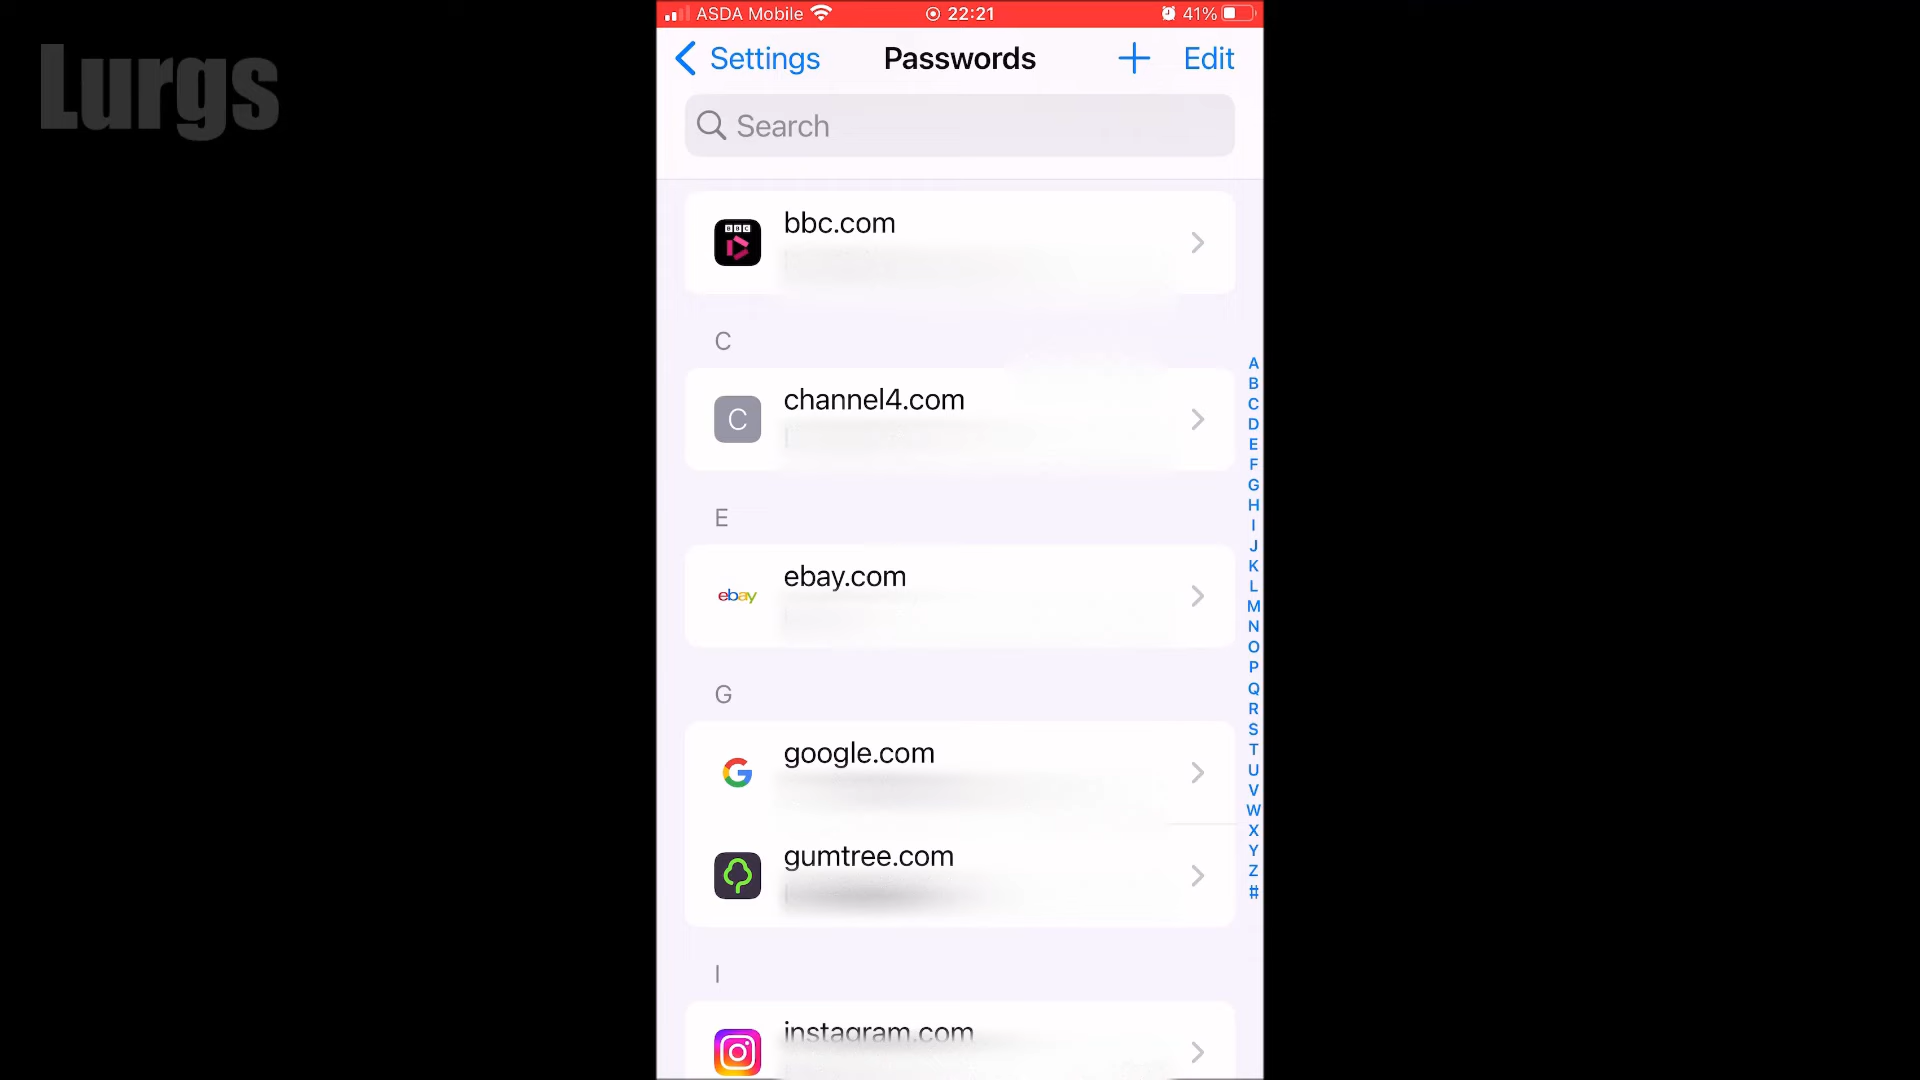 Lurgs
ASDA Mobile 22:21 41%
Settings Passwords + Edit
Search
BBC
bbc.com
C
C channel4.com
E
ebay ebay.com
G
G google.com
gumtree.com
I
instagram.com
A
B
C
D
E
F
G
H
I
J
K
L
M
N
O
P
Q
R
S
T
U
V
W
X
Y
Z
#